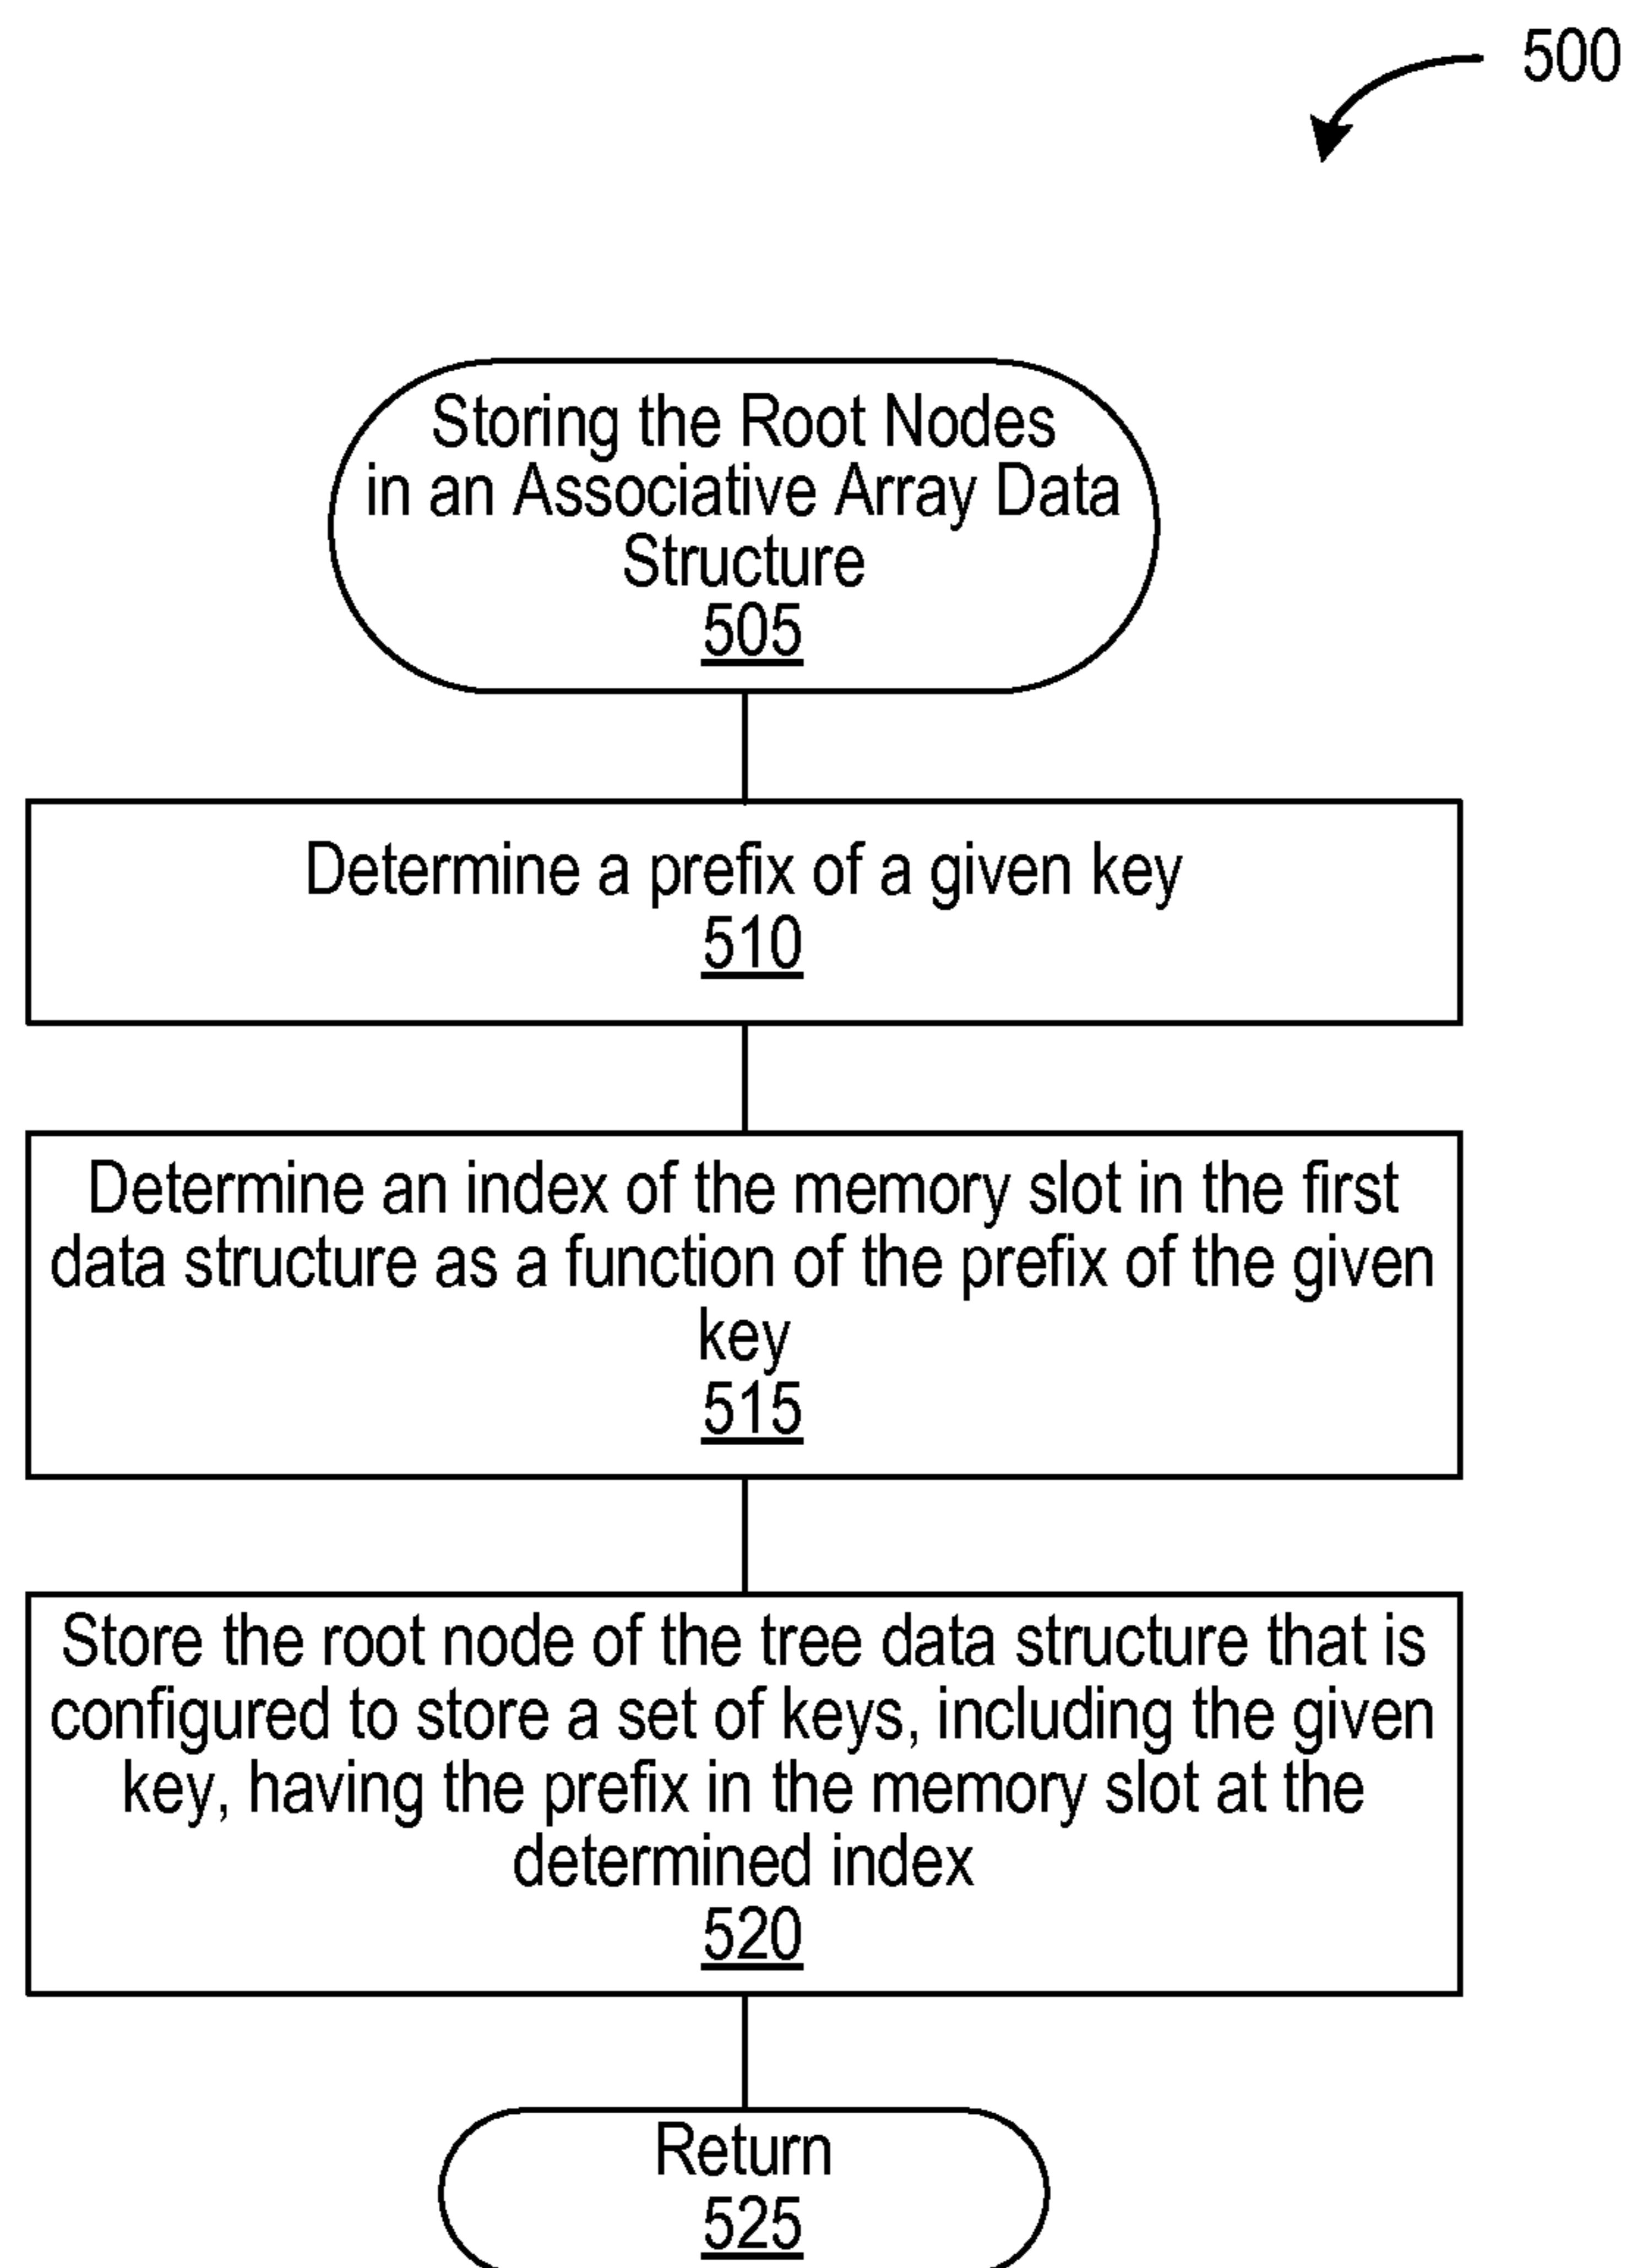 500
Storing the Root Nodes
in an Associative Array Data
Structure
505
Determine a prefix of a given key
510
Determine an index of the memory slot in the first
data structure as a function of the prefix of the given
key
515
Store the root node of the tree data structure that is
configured to store a set of keys, including the given
key, having the prefix in the memory slot at the
determined index
520
Return
525